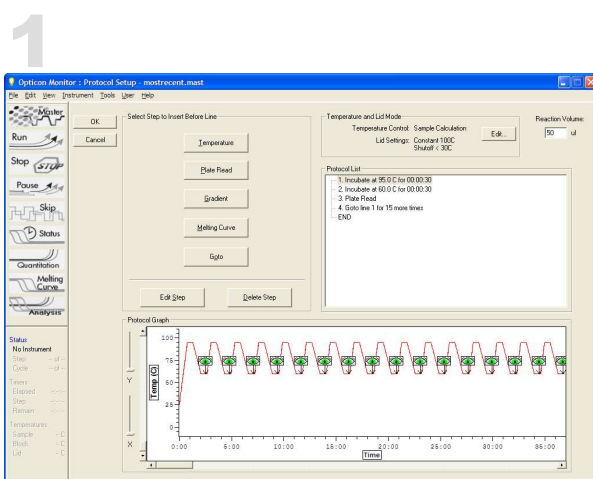 1
Opticon Monitor : Protocol Setup - mostrecent.mast
File Edit View Instrument Tools User Help
Master
Run
Stop
STOP
Pause
Skip
Status
Quantitation
Melting
Curve
Analysis
OK
Cancel
Select Step to Insert Before Line
Temperature
Plate Read
Gradient
Melting Curve
Goto
Edit Step
Delete Step
Temperature and Lid Mode
Temperature Control: Sample Calculation
Lid Settings: Constant 100C
Shutoff < 30C
Edit...
Reaction Volume:
50 ul
Protocol List
1. Incubate at 95.0 C for 00:00:30
2. Incubate at 60.0 C for 00:00:30
3. Plate Read
4. Goto line 1 for 15 more times
END
Status
No Instrument
Step -- of --
Cycle -- of --
Timers
Elapsed --:--:--
Step --:--:--
Remain --:--:--
Temperatures
Sample -- C
Block -- C
Lid -- C
Protocol Graph
Y
X
Temp (C)
100
75
50
25
0
0:00 5:00 10:00 15:00 20:00 25:00 30:00 35:00
Time